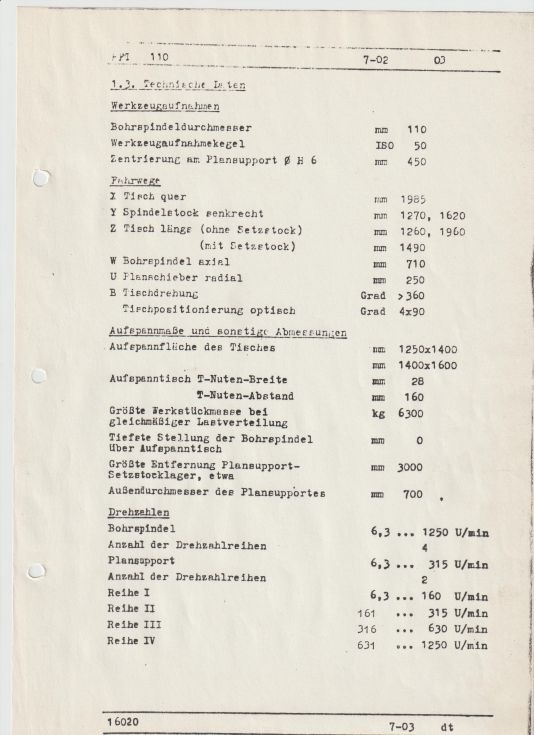 110 7-02 03
1.3. Technische Daten
Werkzeugaufnahmen
Bohrspindeldurchmesser mm 110
Werkzeugaufnahmekegel ISO 50
Zentrierung am Plansupport Ø H 6 mm 450
Fahrwege
X Tisch quer mm 1985
Y Spindelstock senkrecht mm 1270, 1620
Z Tisch längs (ohne Setzstock) mm 1260, 1960
(mit Setzstock) mm 1490
W Bohrspindel axial mm 710
U Planschieber radial mm 250
B Tischdrehung Grad >360
Tischpositionierung optisch Grad 4x90
Aufspannmaße und sonstige Abmessungen
Aufspannfläche des Tisches mm 1250x1400
mm 1400x1600
Aufspanntisch T-Nuten-Breite mm 28
T-Nuten-Abstand mm 160
Größte Werkstückmasse bei
gleichmäßiger Lastverteilung kg 6300
Tiefste Stellung der Bohrspindel
über Aufspanntisch mm 0
Größte Entfernung Plansupport-
Setzstocklager, etwa mm 3000
Außendurchmesser des Plansupportes mm 700
Drehzahlen
Bohrspindel 6,3 ... 1250 U/min
Anzahl der Drehzahlreihen 4
Plansupport 6,3 ... 315 U/min
Anzahl der Drehzahlreihen 2
Reihe I 6,3 ... 160 U/min
Reihe II 161 ... 315 U/min
Reihe III 316 ... 630 U/min
Reihe IV 631 ... 1250 U/min
16020 7-03 dt